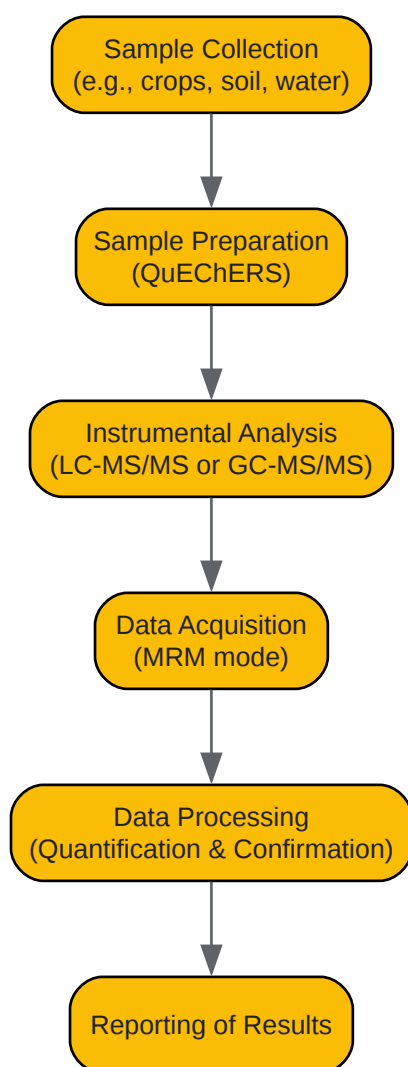 Sample Collection
(e.g., crops, soil, water)
Sample Preparation
(QuEChERS)
Instrumental Analysis
(LC-MS/MS or GC-MS/MS)
Data Acquisition
(MRM mode)
Data Processing
(Quantification & Confirmation)
Reporting of Results